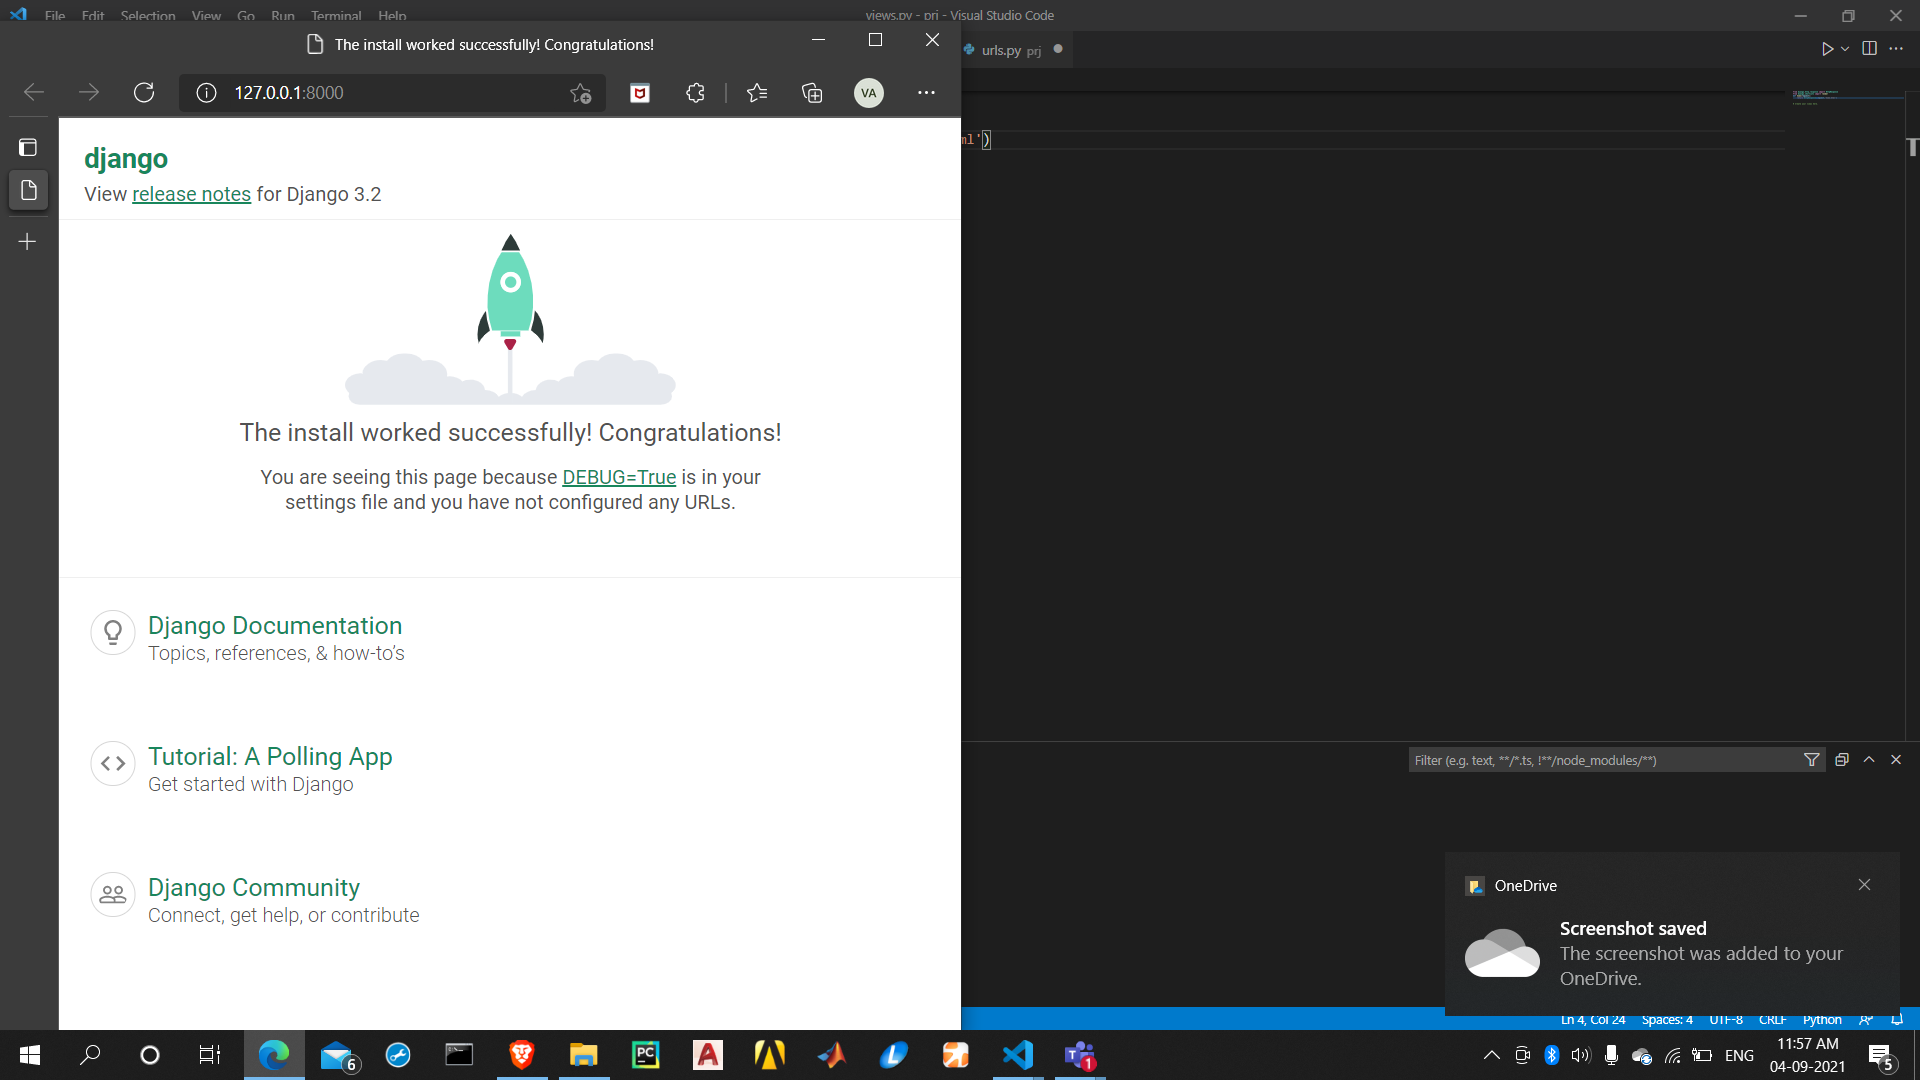 File Edit Selection View Go Run Terminal Help
views.py - prj - Visual Studio Code
The install worked successfully! Congratulations!
urls.py prj
127.0.0.1:8000
VA
ml')
django
View release notes for Django 3.2
The install worked successfully! Congratulations!
You are seeing this page because DEBUG=True is in your
settings file and you have not configured any URLs.
Django Documentation
Topics, references, & how-to’s
Tutorial: A Polling App
Get started with Django
Django Community
Connect, get help, or contribute
Filter (e.g. text, **/*.ts, !**/node_modules/**)
OneDrive
Screenshot saved
The screenshot was added to your
OneDrive.
Ln 4, Col 24 Spaces: 4 UTF-8 CRLF Python
6
PC
1
ENG
11:57 AM
04-09-2021
5